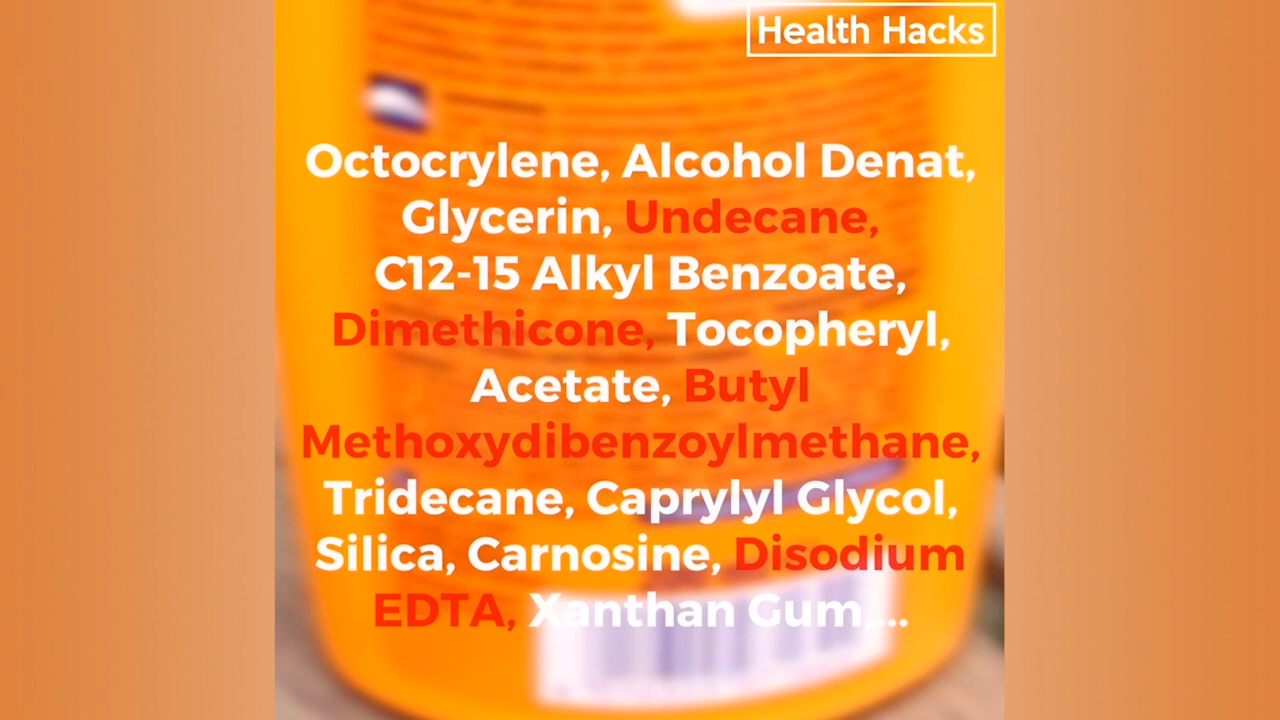 Health Hacks
Octocrylene, Alcohol Denat,
Glycerin, Undecane,
C12-15 Alkyl Benzoate,
Dimethicone, Tocopheryl,
Acetate, Butyl
Methoxydibenzoylmethane,
Tridecane, Caprylyl Glycol,
Silica, Carnosine, Disodium
EDTA, Xanthan Gum,...